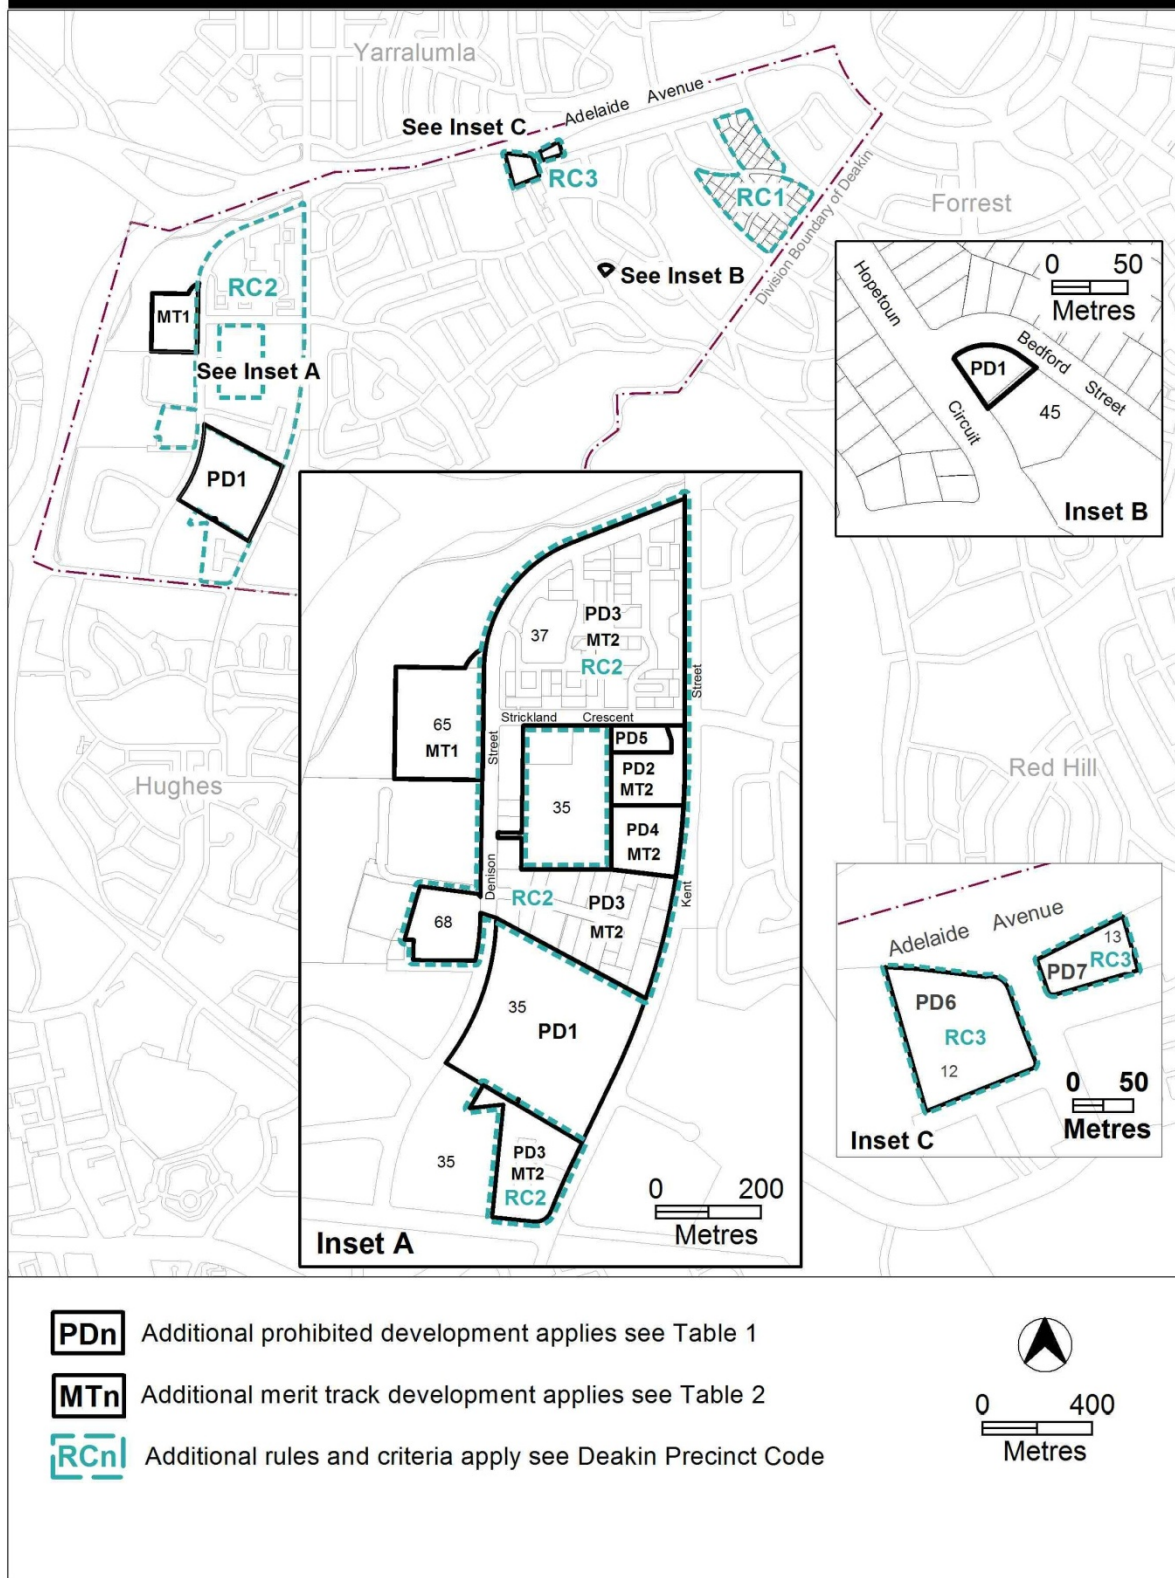 Yarralumla
Adelaide Avenue
See Inset C
RC3
RC1
Division Boundary of Deakin
Forrest
See Inset B
RC2
MT1
See Inset A
PD1
Hughes
Red Hill
0 50
Metres
Hopetoun
Circuit
Bedford
Street
PD1
45
Inset B
PD3
37
MT2
RC2
Street
Strickland Crescent
65
MT1
Street
PD5
PD2
MT2
35
PD4
MT2
Denison
RC2
PD3
MT2
Kent
68
35
PD1
35
PD3
MT2
RC2
0 200
Metres
Inset A
Adelaide Avenue
13
RC3
PD7
PD6
RC3
12
0 50
Metres
Inset C
PDn Additional prohibited development applies see Table 1
MTn Additional merit track development applies see Table 2
RCn Additional rules and criteria apply see Deakin Precinct Code
0 400
Metres